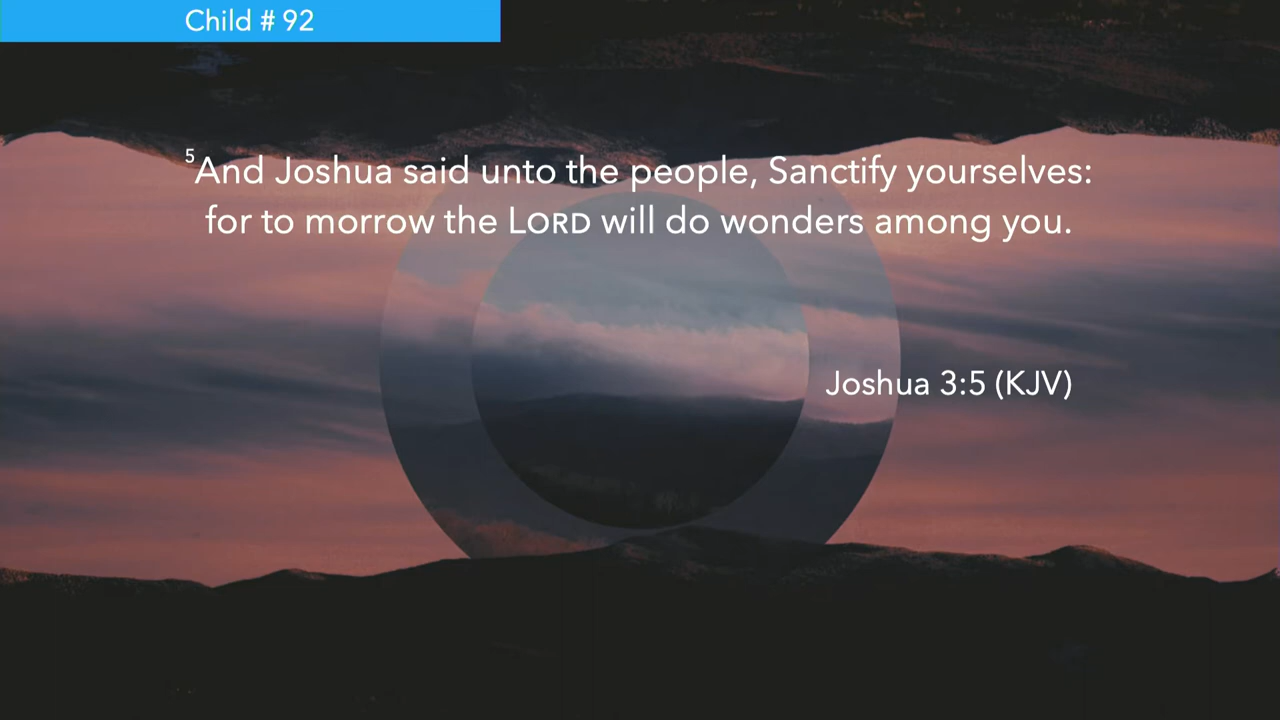 Child # 92
⁵And Joshua said unto the people, Sanctify yourselves:
for to morrow the LORD will do wonders among you.
Joshua 3:5 (KJV)